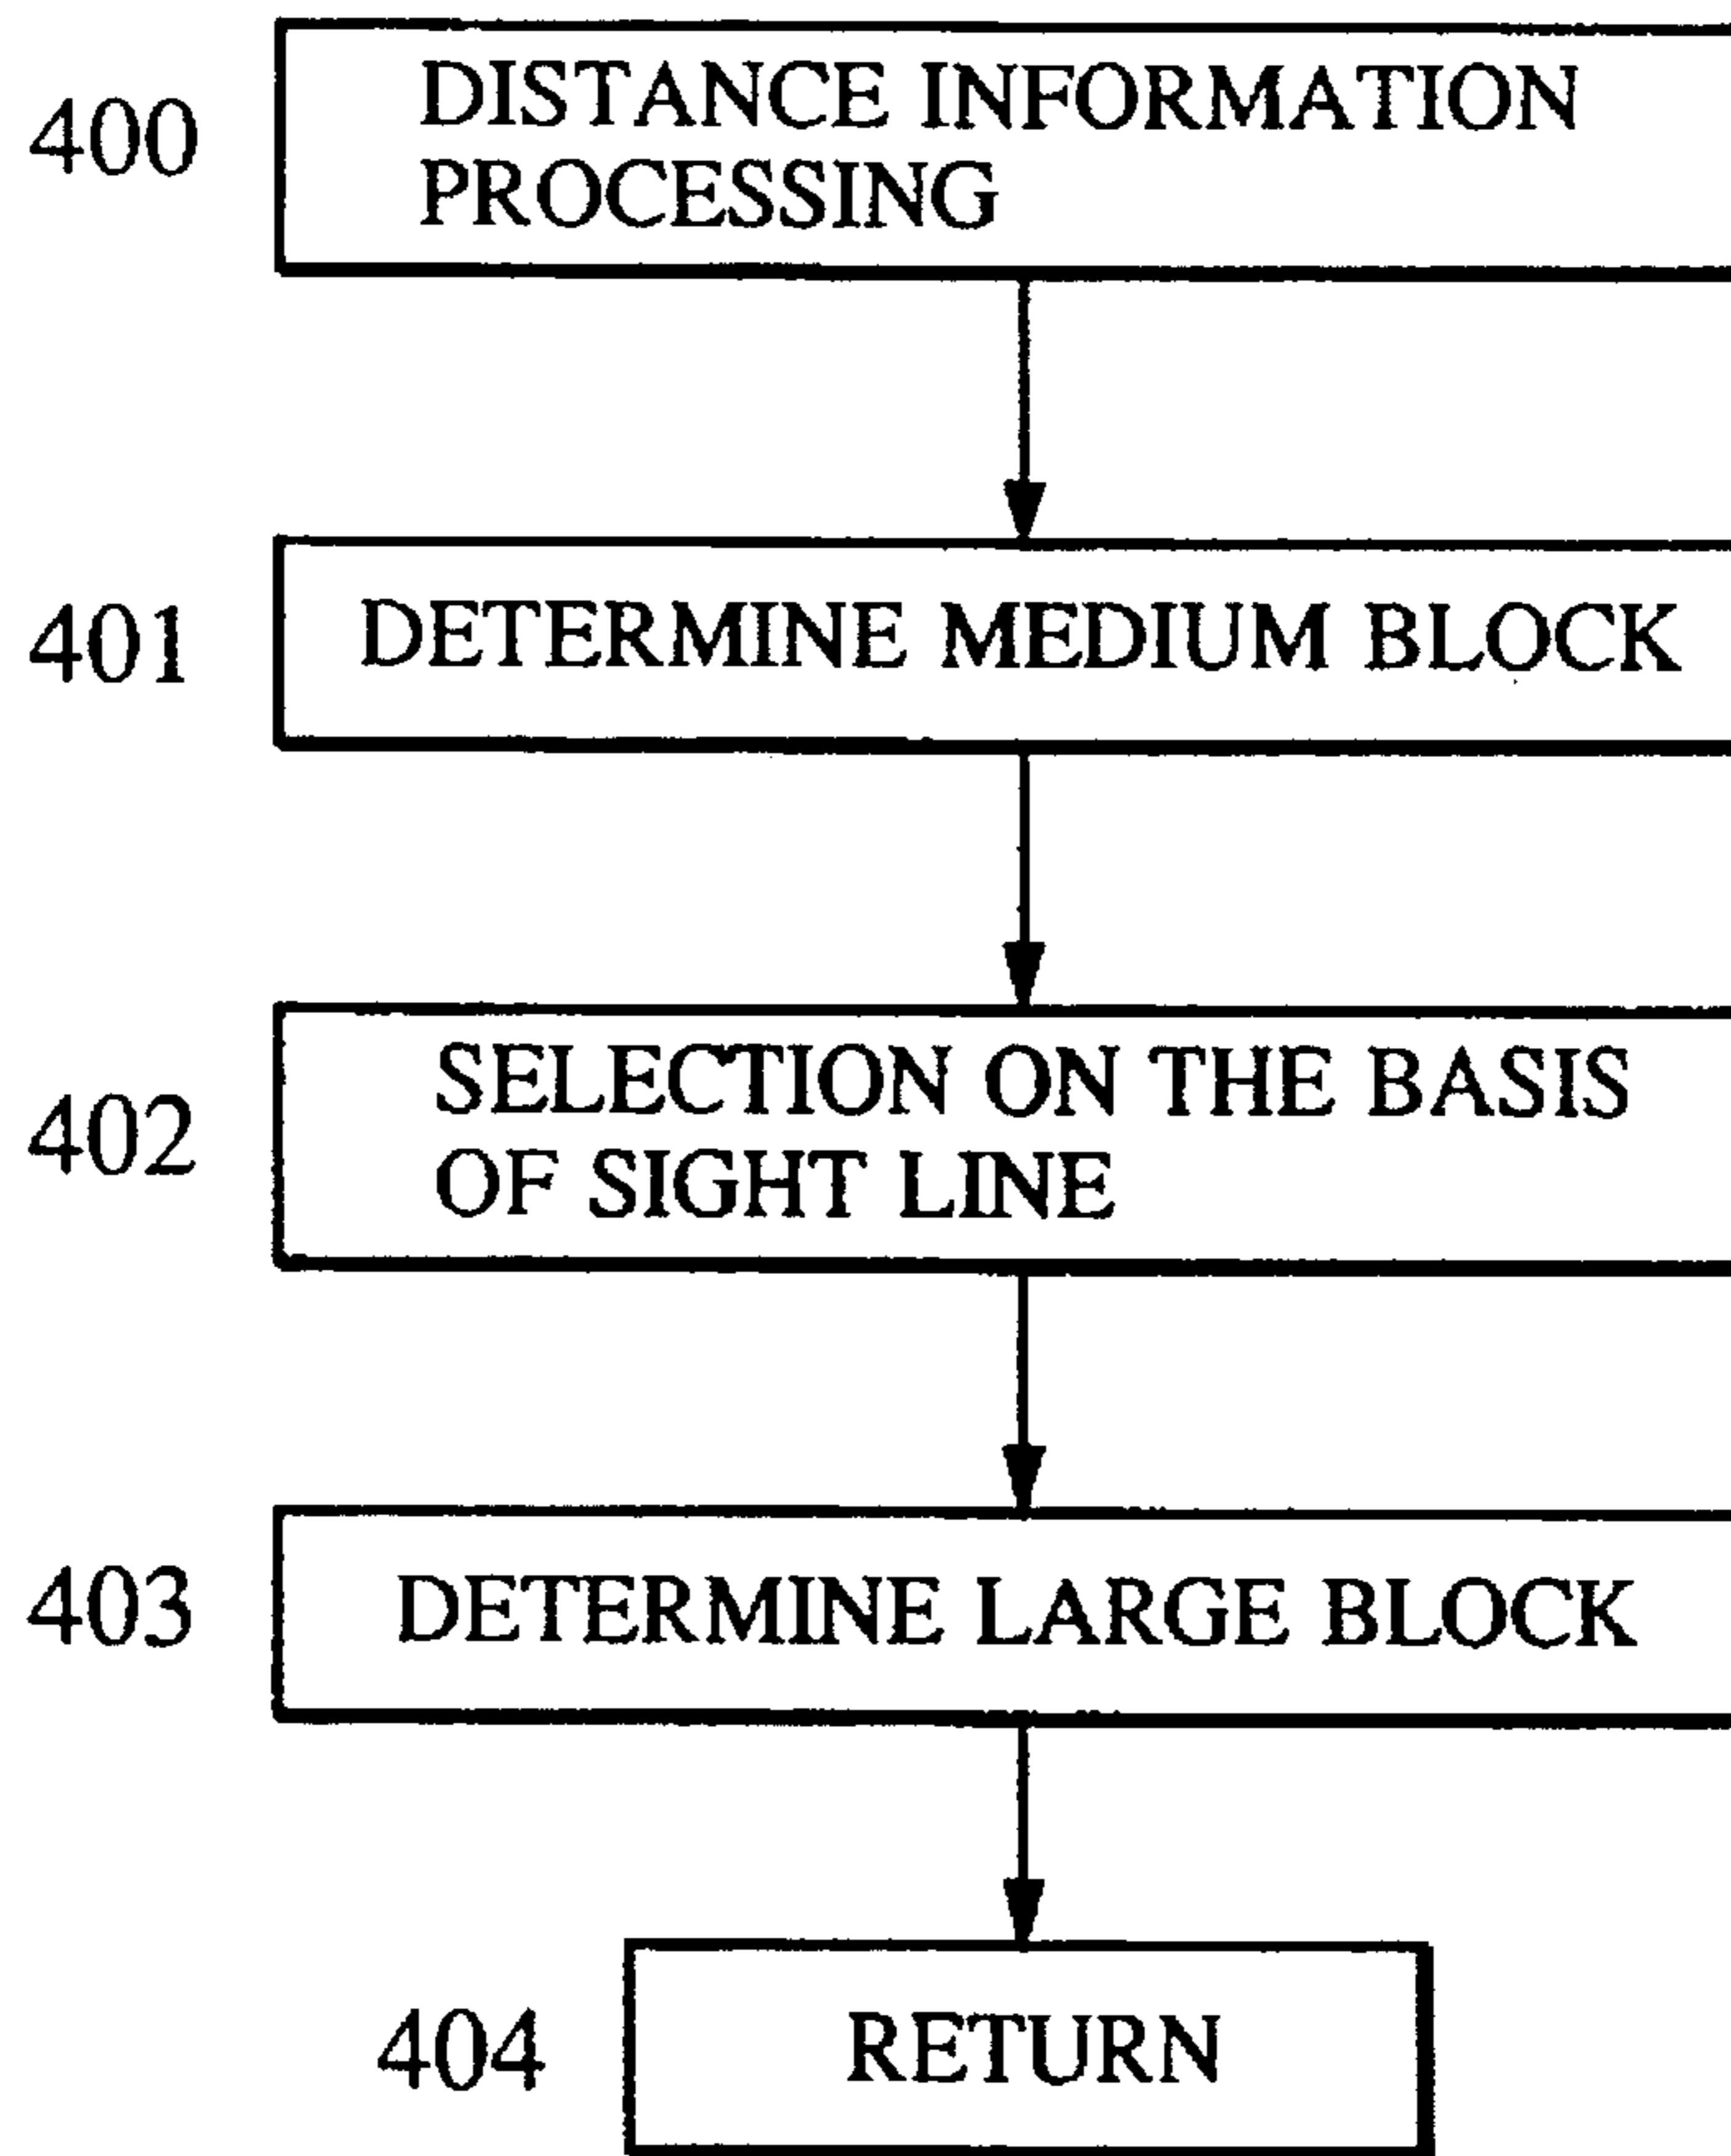 400
DISTANCE INFORMATION
PROCESSING
401
DETERMINE MEDIUM BLOCK
402
SELECTION ON THE BASIS
OF SIGHT LINE
403
DETERMINE LARGE BLOCK
404
RETURN